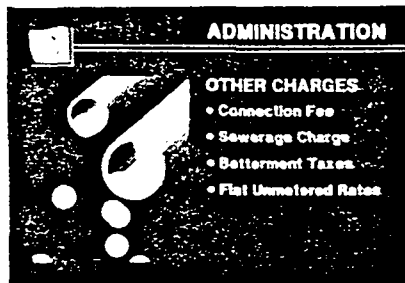 ADMINISTRATION
OTHER CHARGES
• Connection Fee
• Sewerage Charge
• Betterment Taxes
• Flat Unmetered Rates